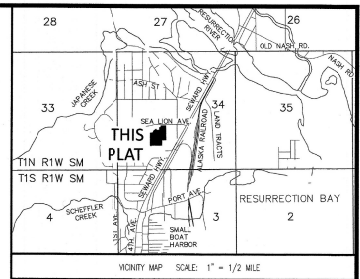 28
27
26
RESURRECTION
RIVER
OLD NASH RD.
NASH RD.
JAPANESE
CREEK
ASH ST
SEWARD HWY.
33
34
35
SEA LION AVE
THIS
PLAT
ALASKA RAILROAD
LAND TRACTS
T1N R1W SM
T1S R1W SM
SEWARD HWY.
PORT AVE
RESURRECTION BAY
4
SCHEFFLER
CREEK
3
2
1ST AVE
4TH AVE
SMALL
BOAT
HARBOR
VICINITY MAP SCALE: 1" = 1/2 MILE